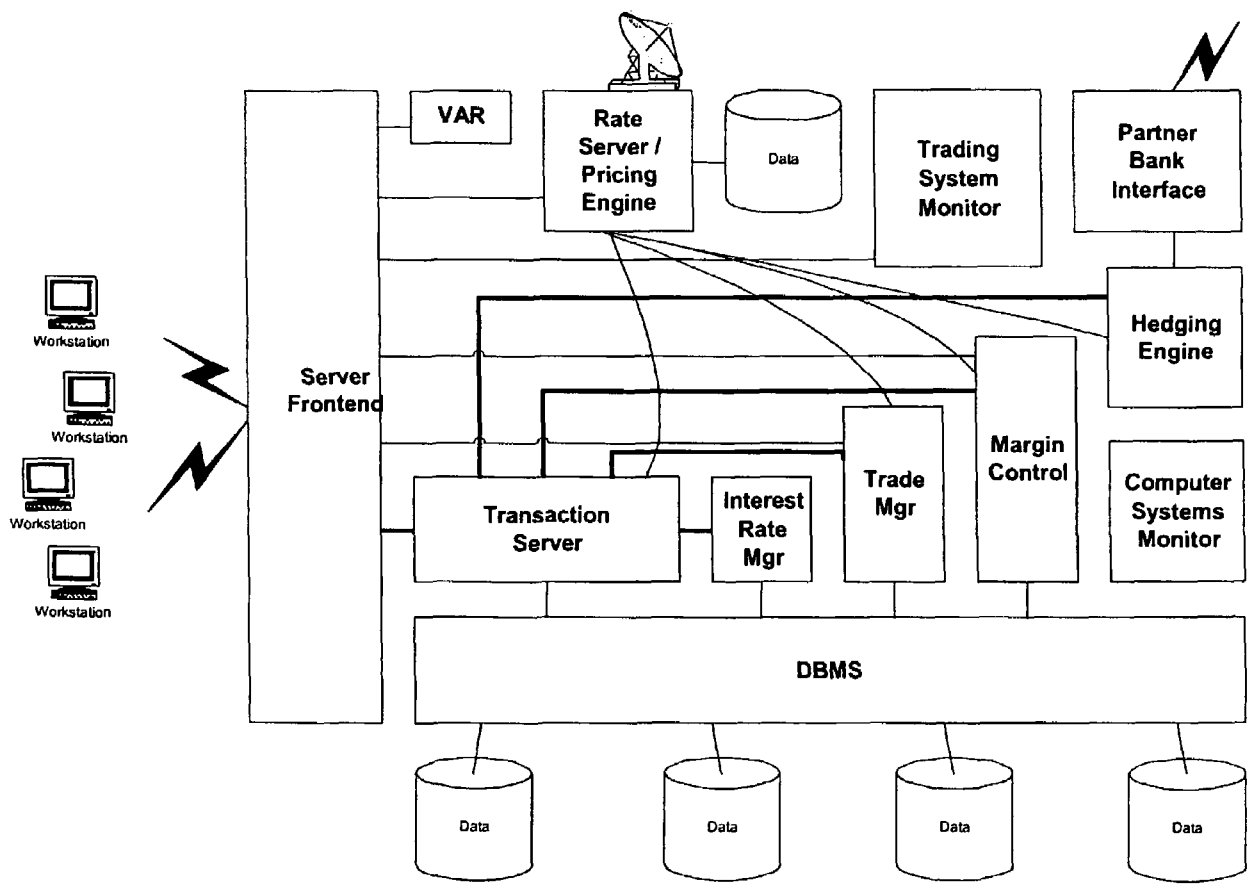 VAR
Rate
Server /
Pricing
Engine
Data
Trading
System
Monitor
Partner
Bank
Interface
Workstation
Workstation
Workstation
Workstation
Server
Frontend
Hedging
Engine
Margin
Control
Trade
Mgr
Computer
Systems
Monitor
Transaction
Server
Interest
Rate
Mgr
DBMS
Data
Data
Data
Data